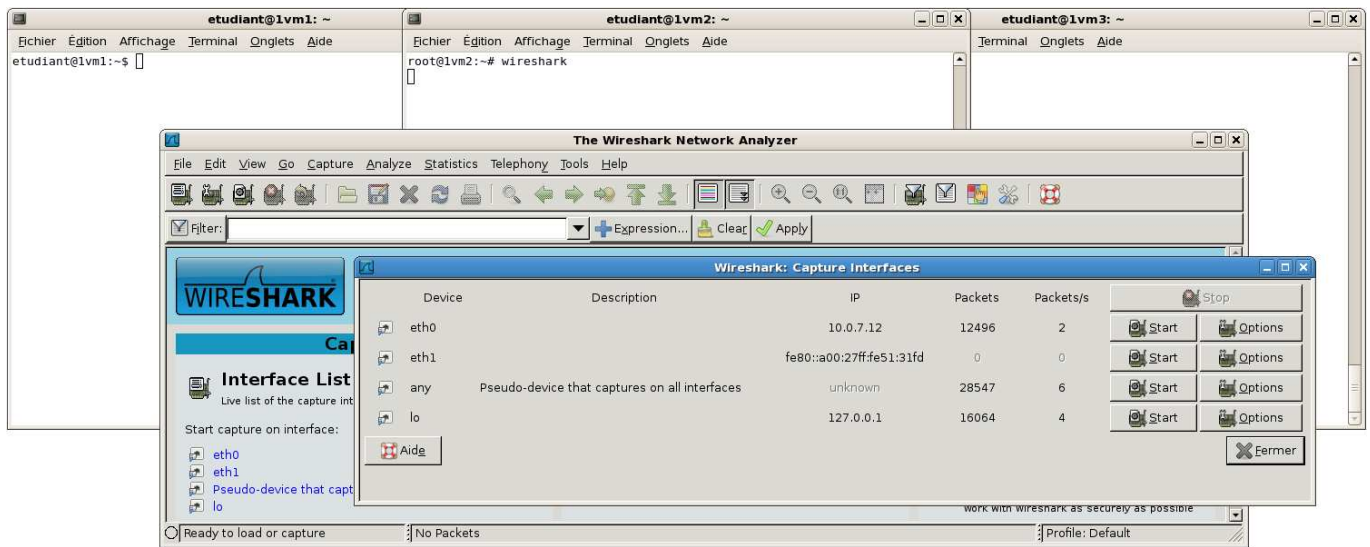 etudiant@1vm1: ~
etudiant@1vm2: ~
etudiant@1vm3: ~
Fichier Édition Affichage Terminal Onglets Aide
Fichier Édition Affichage Terminal Onglets Aide
Terminal Onglets Aide
etudiant@1vm1:~$
root@1vm2:~# wireshark
The Wireshark Network Analyzer
File Edit View Go Capture Analyze Statistics Telephony Tools Help
Filter: Expression... Clear Apply
WIRESHARK
Wireshark: Capture Interfaces
Device Description IP Packets Packets/s Stop
eth0 10.0.7.12 12496 2 Start Options
eth1 fe80::a00:27ff:fe51:31fd 0 0 Start Options
any Pseudo-device that captures on all interfaces unknown 28547 6 Start Options
lo 127.0.0.1 16064 4 Start Options
Aide Fermer
Cap
Interface List
Live list of the capture int
Start capture on interface:
eth0
eth1
Pseudo-device that capt
lo
work with Wireshark as securely as possible
Ready to load or capture No Packets Profile: Default